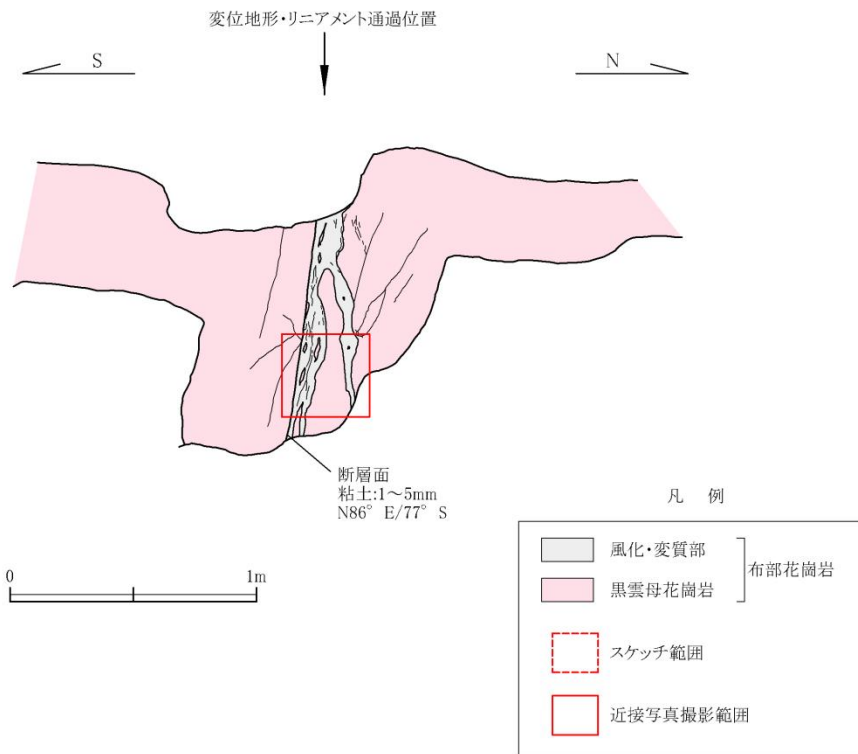 変位地形・リニアメント通過位置
S
N
断層面
粘土:1～5mm
N86° E/77° S
0
1m
凡 例
風化・変質部
黒雲母花崗岩
布部花崗岩
スケッチ範囲
近接写真撮影範囲